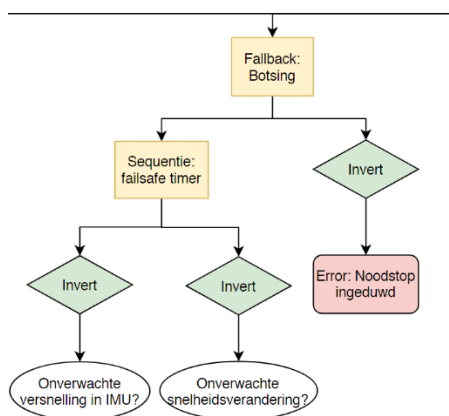 Fallback:
Botsing
Sequentie:
failsafe timer
Invert
Invert
Invert
Error: Noodstop
ingeduwd
Onverwachte
versnelling in IMU?
Onverwachte
snelheidsverandering?